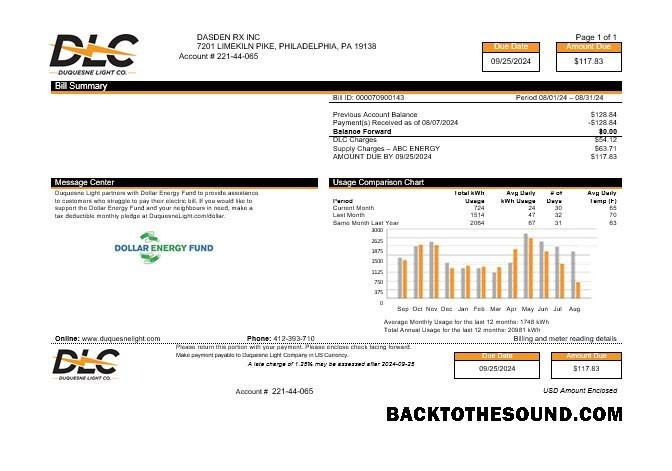 DLC
DUQUESNE LIGHT CO.
DASDEN RX INC
7201 LIMEKILN PIKE, PHILADELPHIA, PA 19138
Account # 221-44-065
Page 1 of 1
Due Date Amount Due
09/25/2024 $117.83
Bill Summary
Bill ID: 000070900143 Period 08/01/24 – 08/31/24
Previous Account Balance $128.84
Payment(s) Received as of 08/07/2024 -$128.84
Balance Forward $0.00
DLC Charges $54.12
Supply Charges – ABC ENERGY $63.71
AMOUNT DUE BY 09/25/2024 $117.83
Message Center
Duquesne Light partners with Dollar Energy Fund to provide assistance
to customers who struggle to pay their electric bill. If you would like to
support the Dollar Energy Fund and your neighbours in need, make a
tax deductible monthly pledge at DuquesneLight.com/dollar.
DOLLAR ENERGY FUND
Usage Comparison Chart
Total kWh Avg Daily # of Avg Daily
Period Usage kWh Usage Days Temp (F)
Current Month 724 24 30 65
Last Month 1514 47 32 70
Same Month Last Year 2064 67 31 63
3000
2625
2250
1875
1500
1125
750
375
0
Sep Oct Nov Dec Jan Feb Mar Apr May Jun Jul Aug
Average Monthly Usage for the last 12 months: 1748 kWh
Total Annual Usage for the last 12 months: 20981 kWh
Online: www.duquesnelight.com Phone: 412-393-710 Billing and meter reading details
Please return this portion with your payment. Please enclose check facing forward.
Make payment payable to Duquesne Light Company in US Currency.
A late charge of 1.25% may be assessed after 2024-09-25
DLC
DUQUESNE LIGHT CO.
Due Date Amount Due
09/25/2024 $117.83
Account # 221-44-065
USD Amount Enclosed
BACKTOTHESOUND.COM